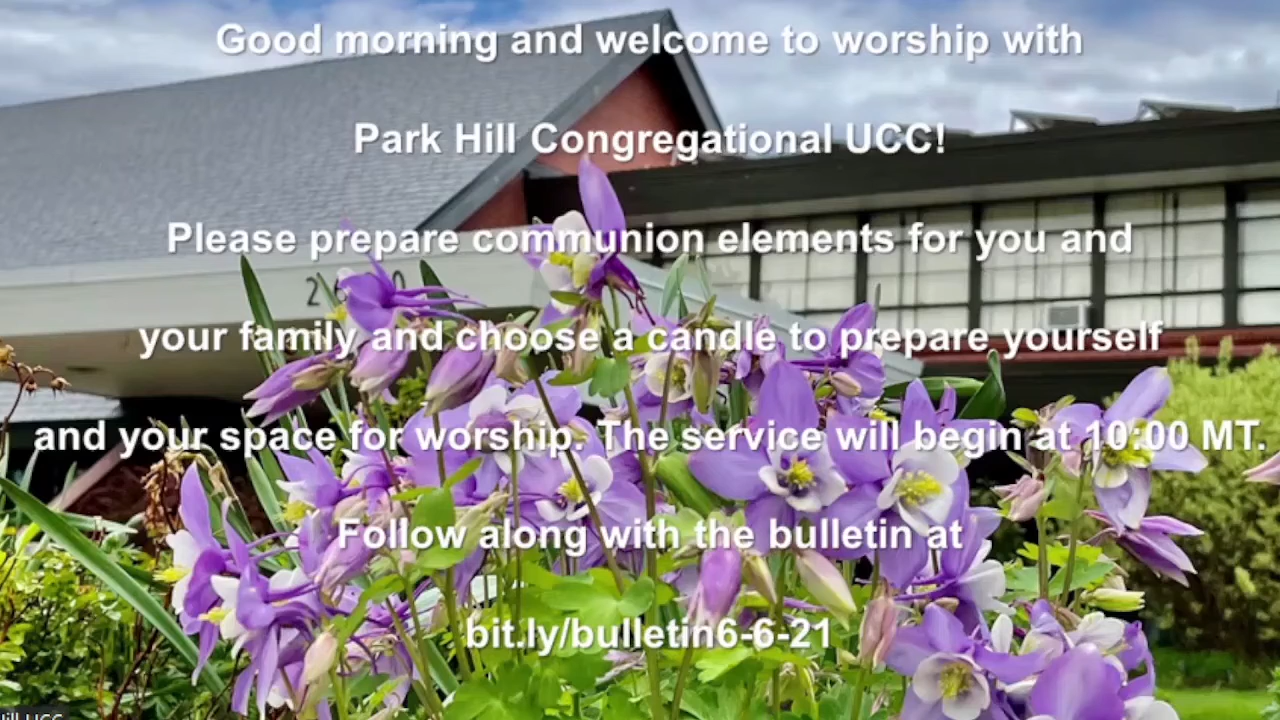 Good morning and welcome to worship with
Park Hill Congregational UCC!
Please prepare communion elements for you and
your family and choose a candle to prepare yourself
and your space for worship. The service will begin at 10:00 MT.
Follow along with the bulletin at
bit.ly/bulletin6-6-21